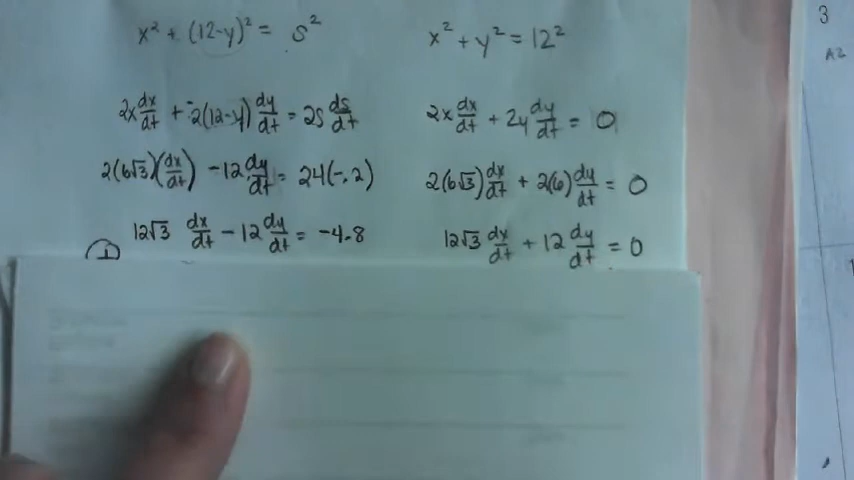 x² + (12-y)² = s²
x² + y² = 12²
2x dx/dt + -2(12-y) dy/dt = 2s ds/dt
2x dx/dt + 2y dy/dt = 0
2(6√3)(dx/dt) - 12 dy/dt = 24(-.2)
2(6√3) dx/dt + 2(6) dy/dt = 0
12√3 dx/dt - 12 dy/dt = -4.8
12√3 dx/dt + 12 dy/dt = 0
1
3
A2